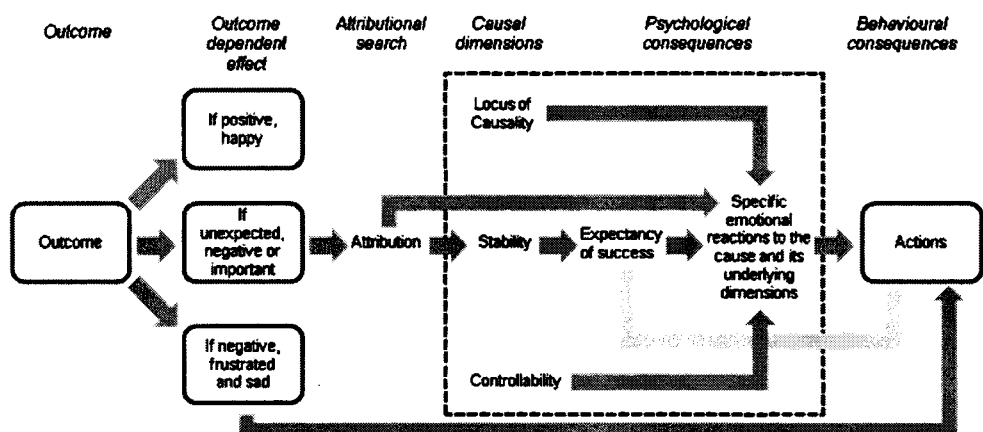 Outcome
Outcome
dependent
effect
Attributional
search
Causal
dimensions
Psychological
consequences
Behavioural
consequences
If positive,
happy
Locus of
Causality
Outcome
If
unexpected,
negative or
important
Attribution
Stability
Expectancy
of success
Specific
emotional
reactions to the
cause and its
underlying
dimensions
Actions
If negative,
frustrated
and sad
Controllability